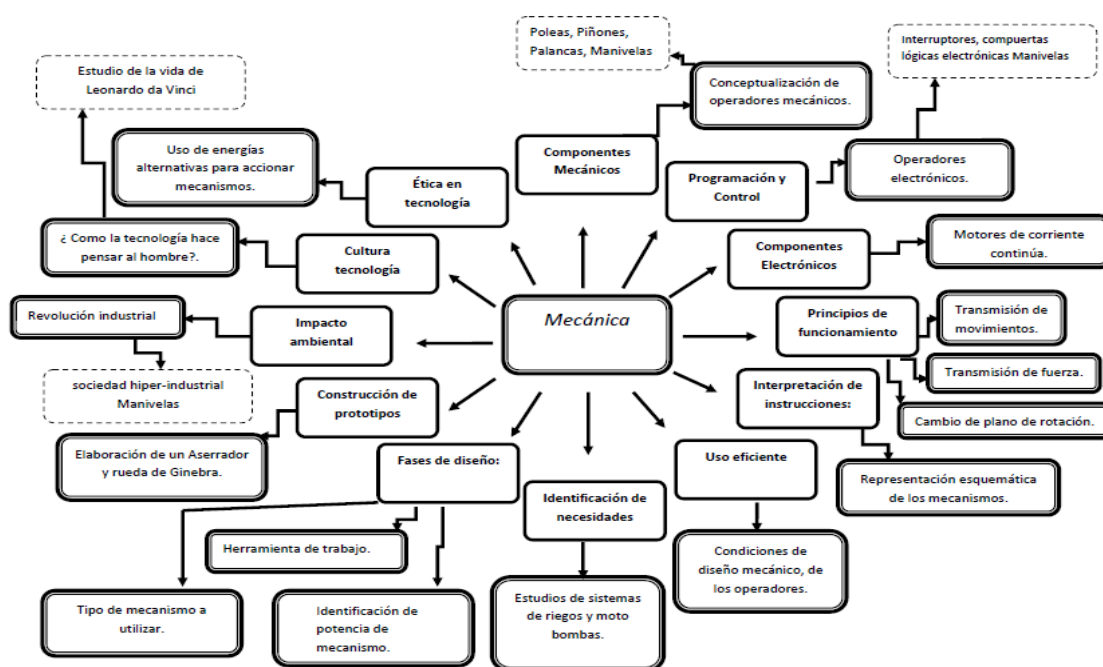 Poleas, Piñones,
Palancas, Manivelas
Interruptores, compuertas
lógicas electrónicas Manivelas
Estudio de la vida de
Leonardo da Vinci
Conceptualización de
operadores mecánicos.
Uso de energías
alternativas para accionar
mecanismos.
Ética en
tecnología
Componentes
Mecánicos
Programación y
Control
Operadores
electrónicos.
¿ Como la tecnología hace
pensar al hombre?.
Cultura
tecnología
Componentes
Electrónicos
Motores de corriente
continúa.
Revolución industrial
Impacto
ambiental
Mecánica
Principios de
funcionamiento
Transmisión de
movimientos.
Transmisión de fuerza.
sociedad hiper-industrial
Manivelas
Construcción de
prototipos
Interpretación de
instrucciones:
Cambio de plano de rotación.
Elaboración de un Aserrador
y rueda de Ginebra.
Fases de diseño:
Uso eficiente
Representación esquemática
de los mecanismos.
Identificación de
necesidades
Herramienta de trabajo.
Condiciones de
diseño mecánico, de
los operadores.
Tipo de mecanismo a
utilizar.
Identificación de
potencia de
mecanismo.
Estudios de sistemas
de riegos y moto
bombas.